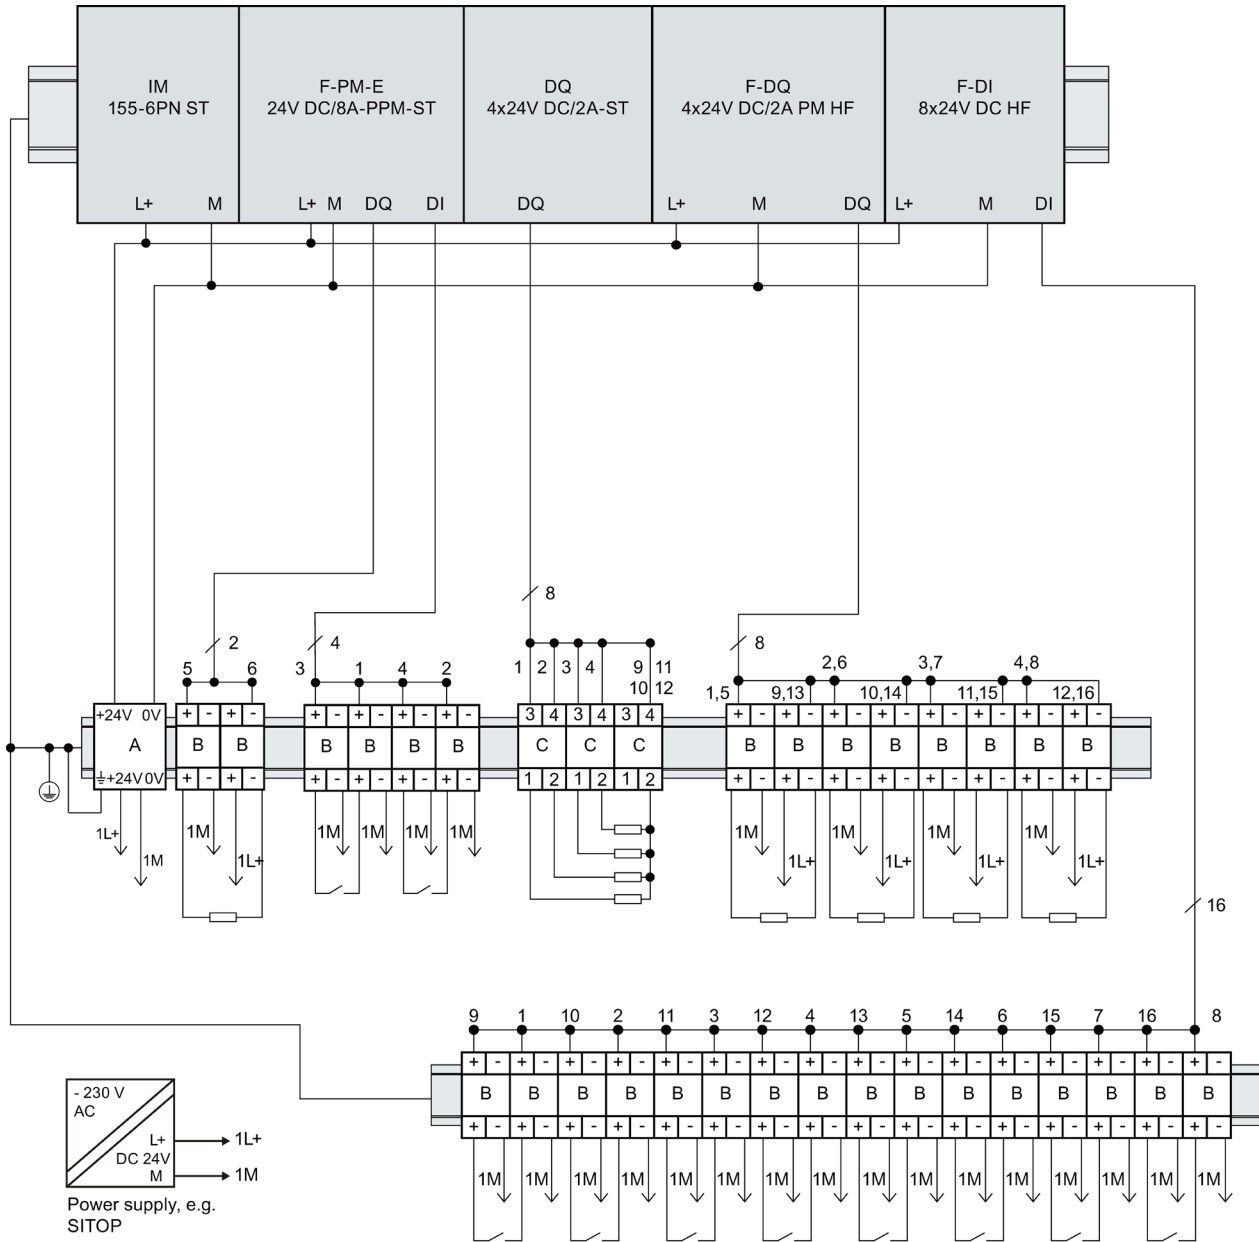 IM F-PM-E DQ F-DQ F-DI
155-6PN ST 24V DC/8A-PPM-ST 4x24V DC/2A-ST 4x24V DC/2A PM HF 8x24V DC HF
L+ M L+ M DQ DI DQ L+ M DQ L+ M DI
2 4 8 8
5 6 3 1 4 2 1 2 3 4 9 11 2,6 3,7 4,8
10 12 1,5 9,13 10,14 11,15 12,16
+24V 0V + - + - + - + - + - + - 3 4 3 4 3 4 + - + - + - + - + - + - + - + -
A B B B B B B C C C B B B B B B B B
+24V 0V + - + - + - + - + - + - 1 2 1 2 1 2 + - + - + - + - + - + - + - + -
1L+ 1M 1M 1M 1M 1M 1M 1M 1M 1M
1M 1L+ 1L+ 1L+ 1L+ 1L+
16
9 1 10 2 11 3 12 4 13 5 14 6 15 7 16 8
+ - + - + - + - + - + - + - + - + - + - + - + - + - + - + - + -
B B B B B B B B B B B B B B B B
+ - + - + - + - + - + - + - + - + - + - + - + - + - + - + - + -
1M 1M 1M 1M 1M 1M 1M 1M 1M 1M 1M 1M 1M 1M 1M 1M
- 230 V
AC
L+ 1L+
DC 24V
M 1M
Power supply, e.g.
SITOP